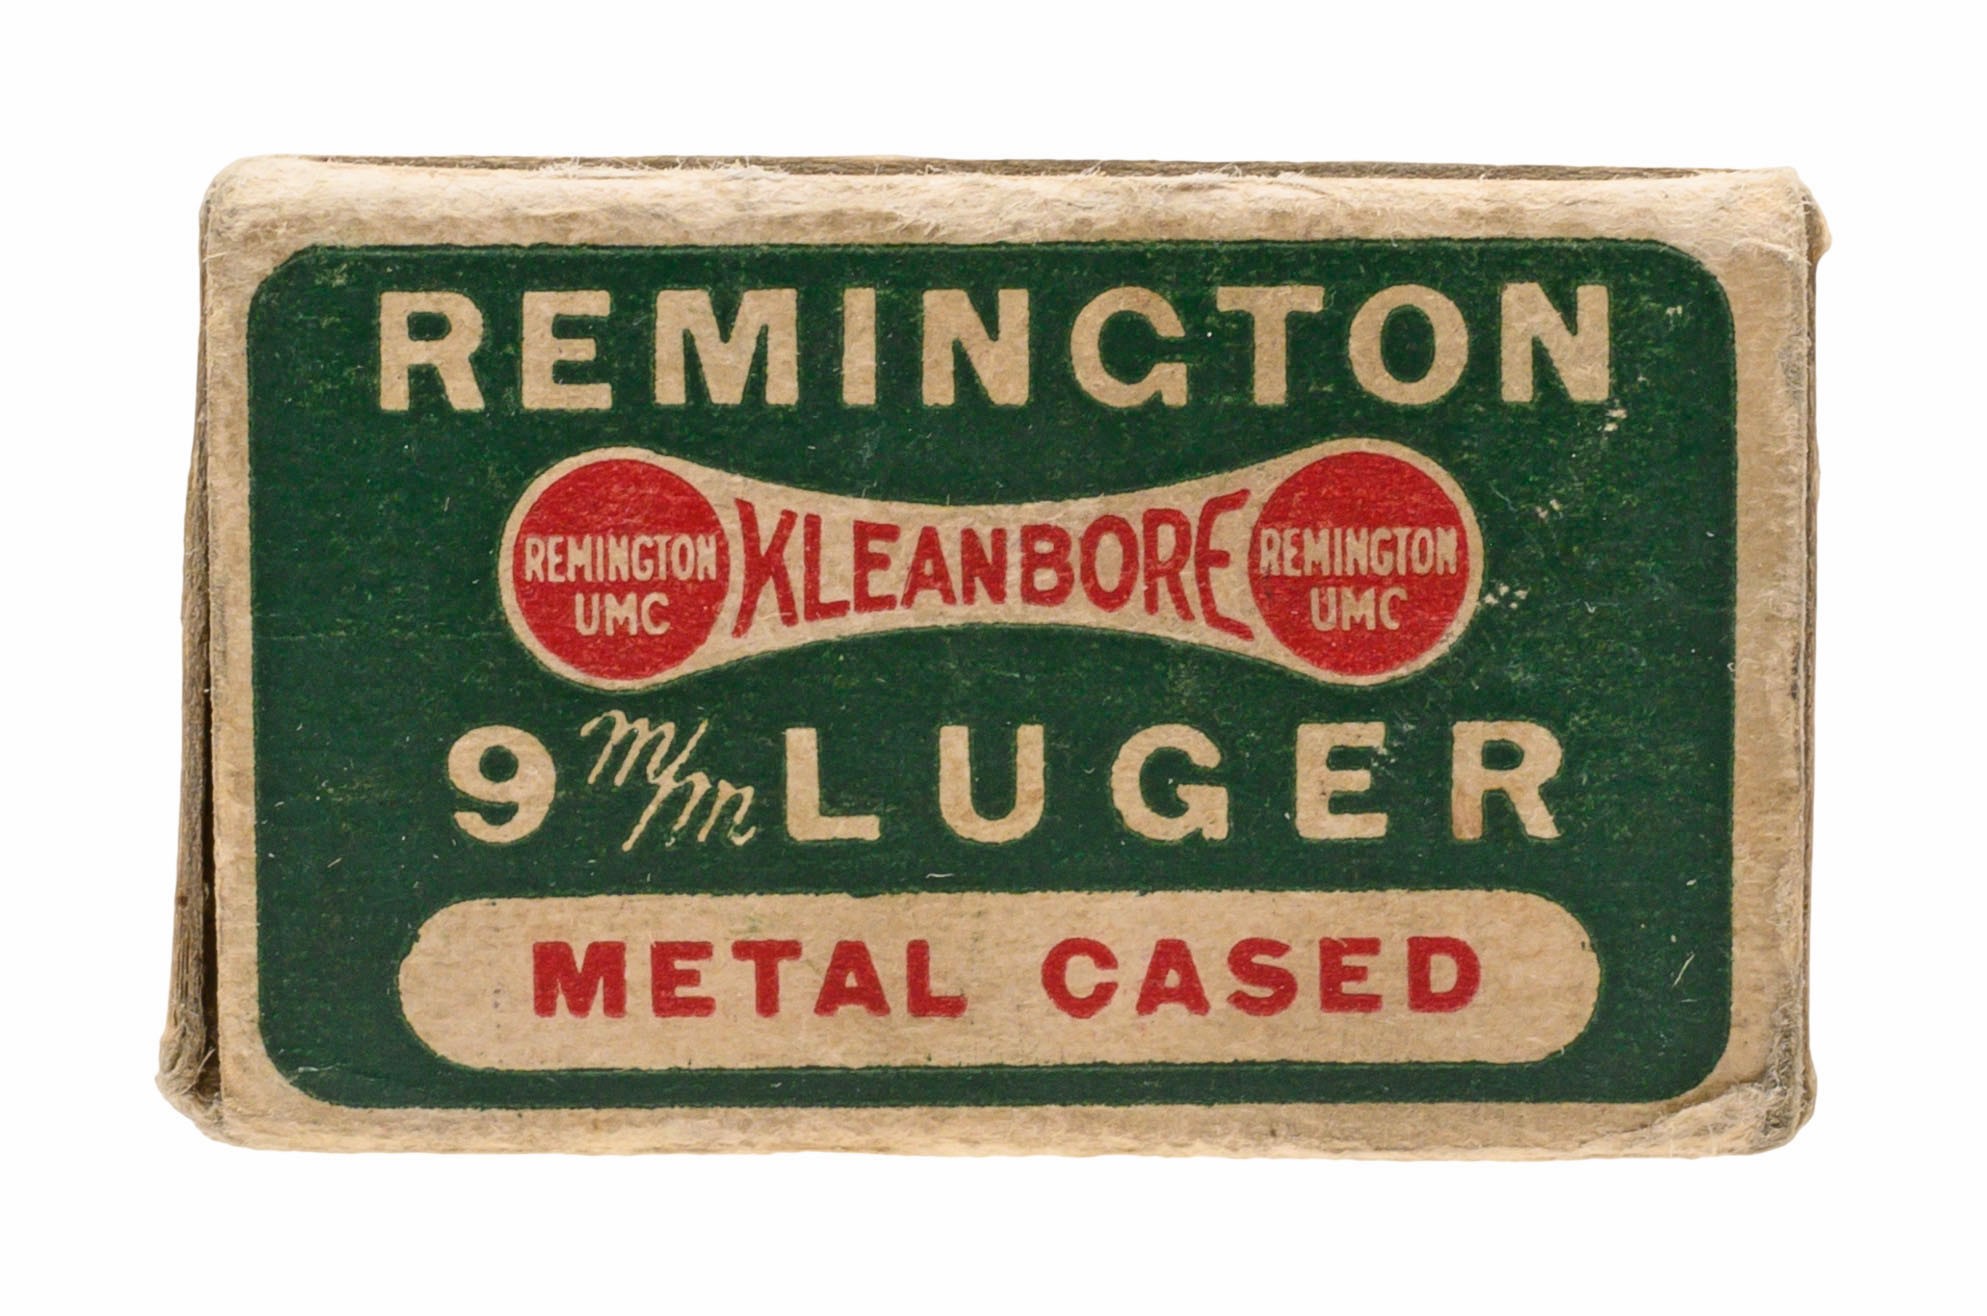 REMINGTON
REMINGTON UMC KLEANBORE REMINGTON UMC
9 m/m LUGER
METAL CASED